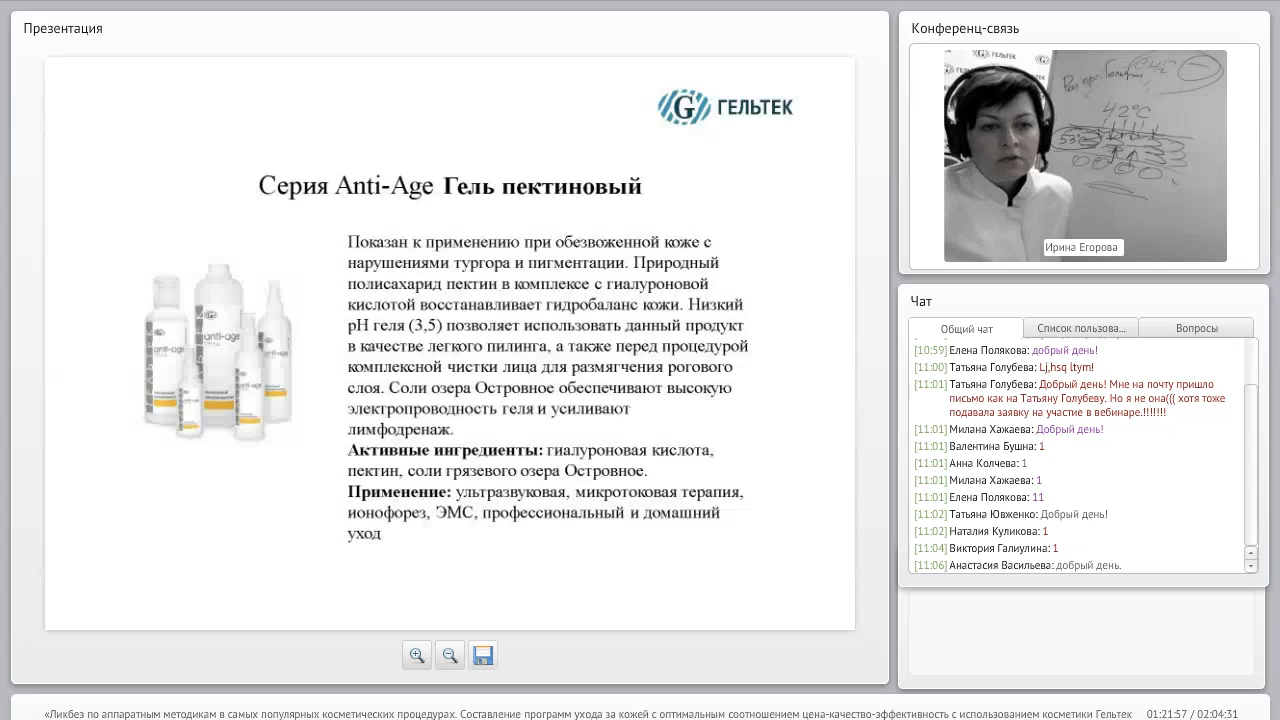 Презентация
ГЕЛЬТЕК
Серия Anti-Age Гель пектиновый
Показан к применению при обезвоженной коже с
нарушениями тургора и пигментации. Природный
полисахарид пектин в комплексе с гиалуроновой
кислотой восстанавливает гидробаланс кожи. Низкий
pH геля (3,5) позволяет использовать данный продукт
в качестве легкого пилинга, а также перед процедурой
комплексной чистки лица для размягчения рогового
слоя. Соли озера Островное обеспечивают высокую
электропроводность геля и усиливают
лимфодренаж.
Активные ингредиенты: гиалуроновая кислота,
пектин, соли грязевого озера Островное.
Применение: ультразвуковая, микротоковая терапия,
ионофорез, ЭМС, профессиональный и домашний
уход
anti-age
anti-age
Конференц-связь
ГЕЛЬТЕК
42°C
53°C
Ирина Егорова
Чат
Общий чат
Список пользова...
Вопросы
[10:59] Елена Полякова: добрый день!
[11:00] Татьяна Голубева: Lj,hsq ltym!
[11:01] Татьяна Голубева: Добрый день! Мне на почту пришло
письмо как на Татьяну Голубеву. Но я не она((( хотя тоже
подавала заявку на участие в вебинаре.!!!!!!!
[11:01] Милана Хажаева: Добрый день!
[11:01] Валентина Бушна: 1
[11:01] Анна Колчева: 1
[11:01] Милана Хажаева: 1
[11:01] Елена Полякова: 11
[11:02] Татьяна Ювженко: Добрый день!
[11:02] Наталия Куликова: 1
[11:04] Виктория Галиулина: 1
[11:06] Анастасия Васильева: добрый день.
«Ликбез по аппаратным методикам в самых популярных косметических процедурах. Составление программ ухода за кожей с оптимальным соотношением цена-качество-эффективность с использованием косметики Гельтек
01:21:57 / 02:04:31